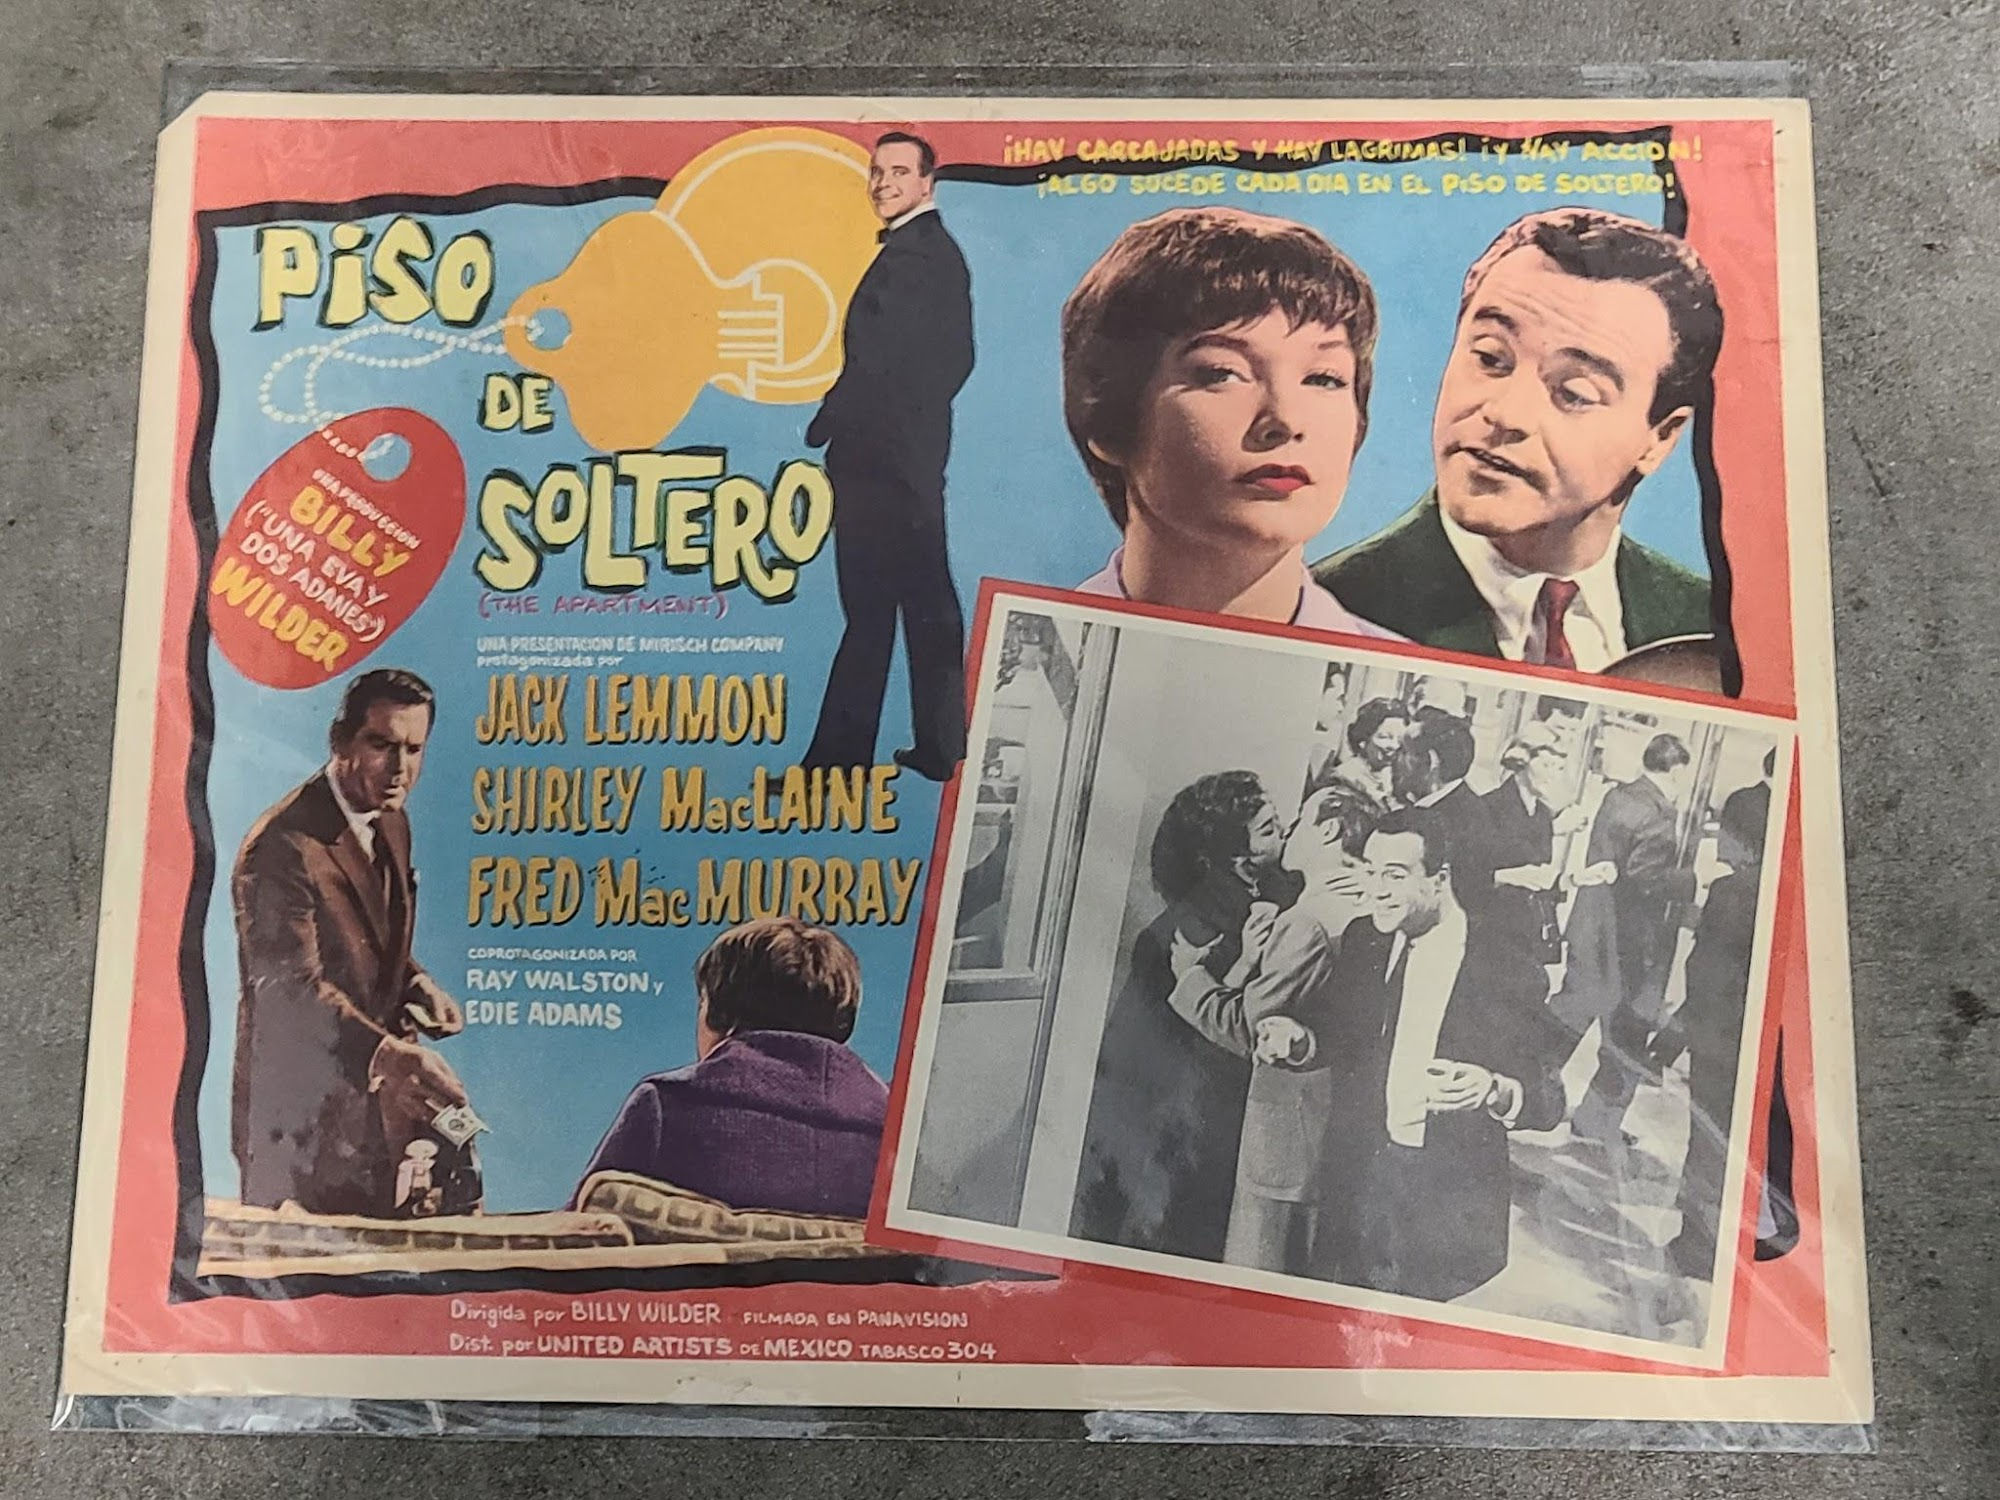 ¡HAY CARCAJADAS Y HAY LAGRIMAS! ¡Y HAY ACCION!
¡ALGO SUCEDE CADA DIA EN EL PISO DE SOLTERO!
PISO
DE
SOLTERO
(THE APARTMENT)
UNA PRODUCCION
BILLY
("UNA EVA Y
DOS ADANES")
WILDER
UNA PRESENTACION DE MIRISCH COMPANY
protagonizada por
JACK LEMMON
SHIRLEY MacLAINE
FRED MacMURRAY
COPROTAGONIZADA POR
RAY WALSTON y
EDIE ADAMS
Dirigida por BILLY WILDER FILMADA EN PANAVISION
Dist. por UNITED ARTISTS DE MEXICO TABASCO 304